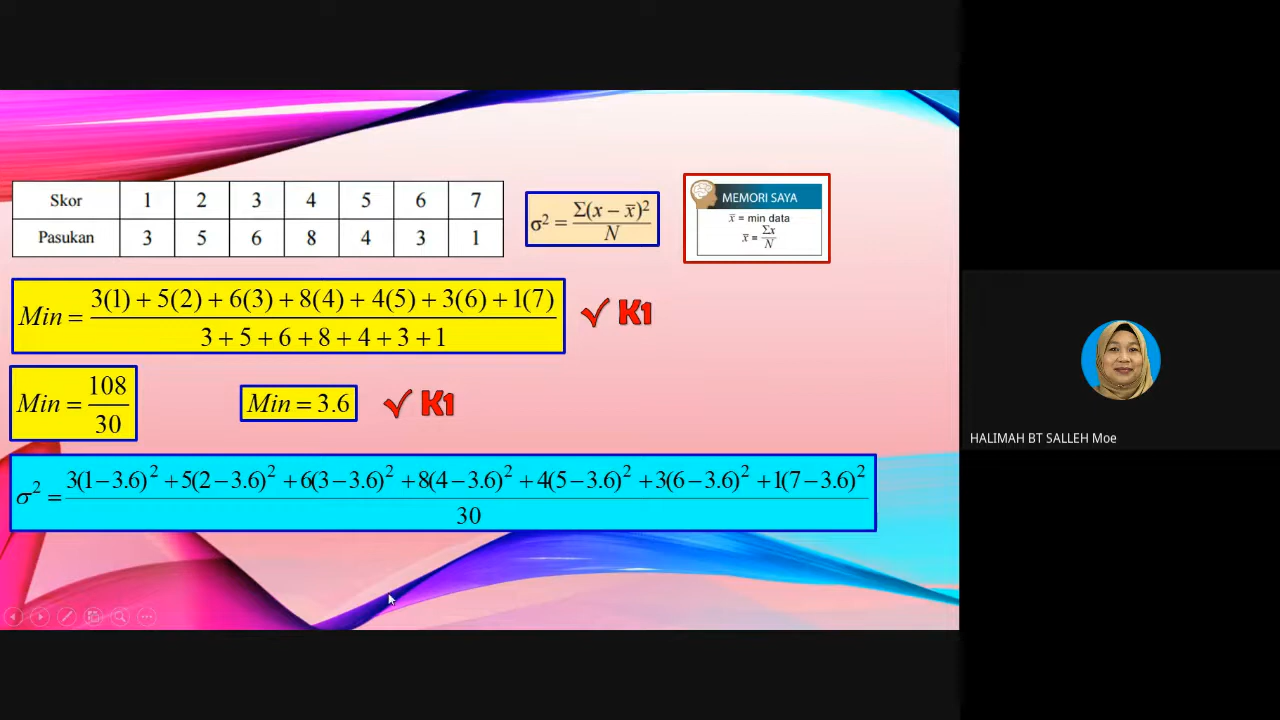 Skor 1 2 3 4 5 6 7
Pasukan 3 5 6 8 4 3 1
σ² = Σ(x − x̄)² / N
MEMORI SAYA
x̄ = min data
x̄ = Σx / N
Min = 3(1) + 5(2) + 6(3) + 8(4) + 4(5) + 3(6) + 1(7) / 3 + 5 + 6 + 8 + 4 + 3 + 1
√ K1
Min = 108 / 30
Min = 3.6
√ K1
σ² = 3(1−3.6)² + 5(2−3.6)² + 6(3−3.6)² + 8(4−3.6)² + 4(5−3.6)² + 3(6−3.6)² + 1(7−3.6)² / 30
HALIMAH BT SALLEH Moe